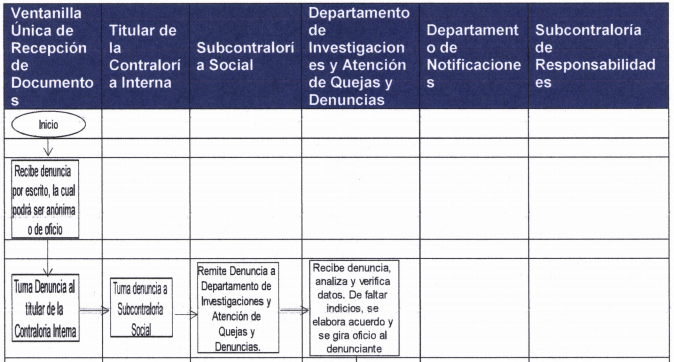 Ventanilla
Única de
Recepción
de
Documento
s
Titular de
la
Contralorí
a Interna
Subcontralorí
a Social
Departamento
de
Investigacion
es y Atención
de Quejas y
Denuncias
Departament
o de
Notificacione
s
Subcontraloría
de
Responsabilidad
es
Inicio
Recibe denuncia
por escrito, la cual
podrá ser anónima
o de oficio
Turna Denuncia al
titular de la
Contraloría Interna
Turna denuncia a
Subcontraloría
Social
Remite Denuncia a
Departamento de
Investigaciones y
Atención de
Quejas y
Denuncias.
Recibe denuncia,
analiza y verifica
datos. De faltar
indicios, se
elabora acuerdo y
se gira oficio al
denunciante